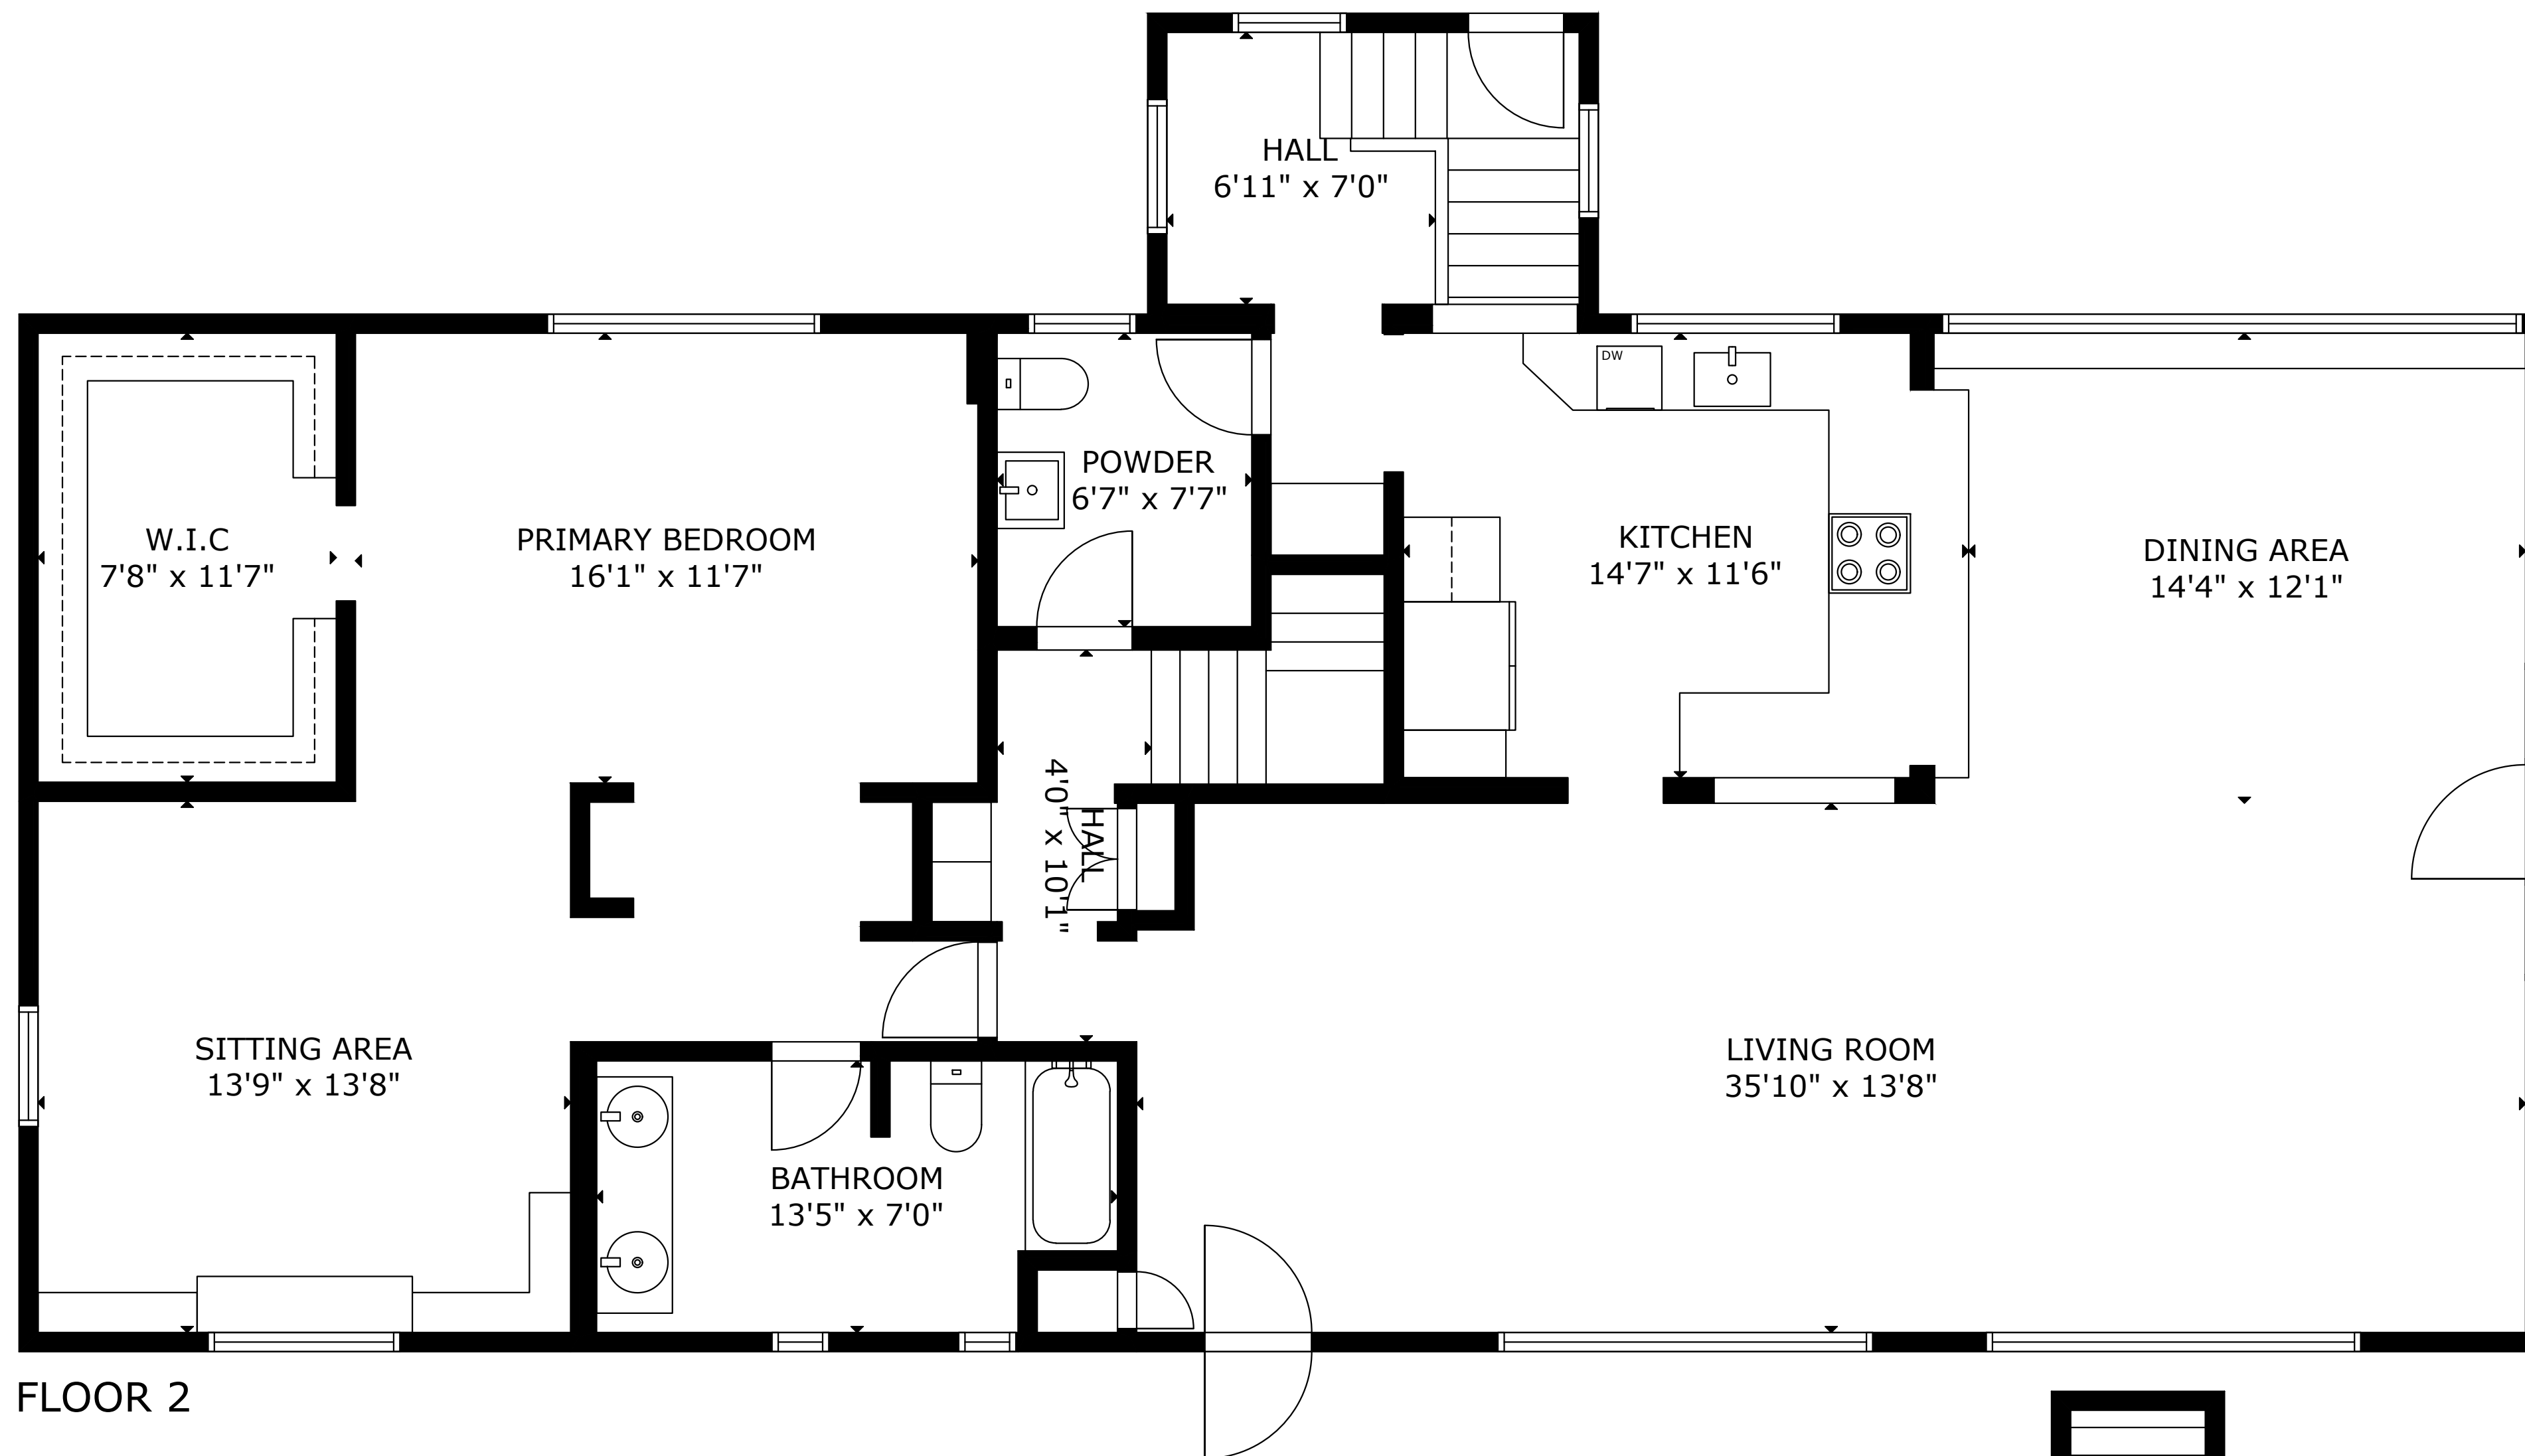 HALL
6'11" x 7'0"
DW
POWDER
6'7" x 7'7"
W.I.C
7'8" x 11'7"
PRIMARY BEDROOM
16'1" x 11'7"
KITCHEN
14'7" x 11'6"
DINING AREA
14'4" x 12'1"
HALL
4'0" x 10'1"
SITTING AREA
13'9" x 13'8"
LIVING ROOM
35'10" x 13'8"
BATHROOM
13'5" x 7'0"
FLOOR 2